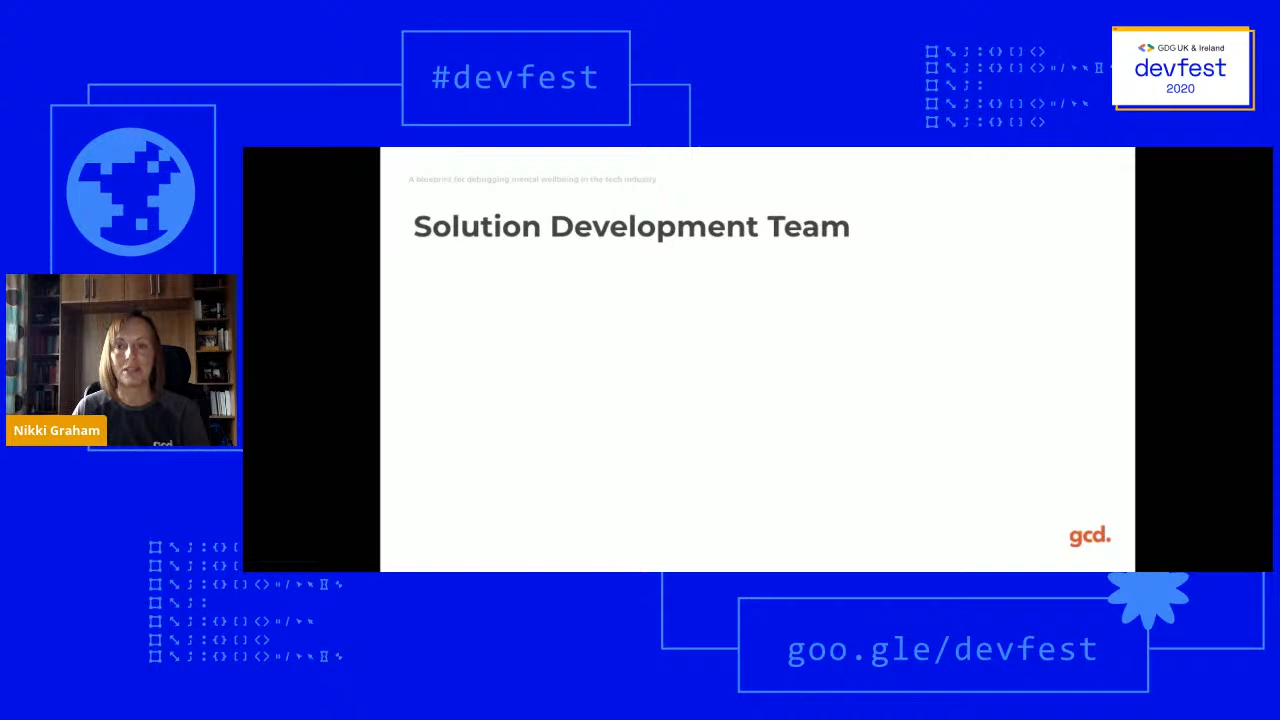 #devfest
GDG UK & Ireland
devfest
2020
A blueprint for debugging mental wellbeing in the tech industry
Solution Development Team
Nikki Graham
gcd
gcd.
goo.gle/devfest